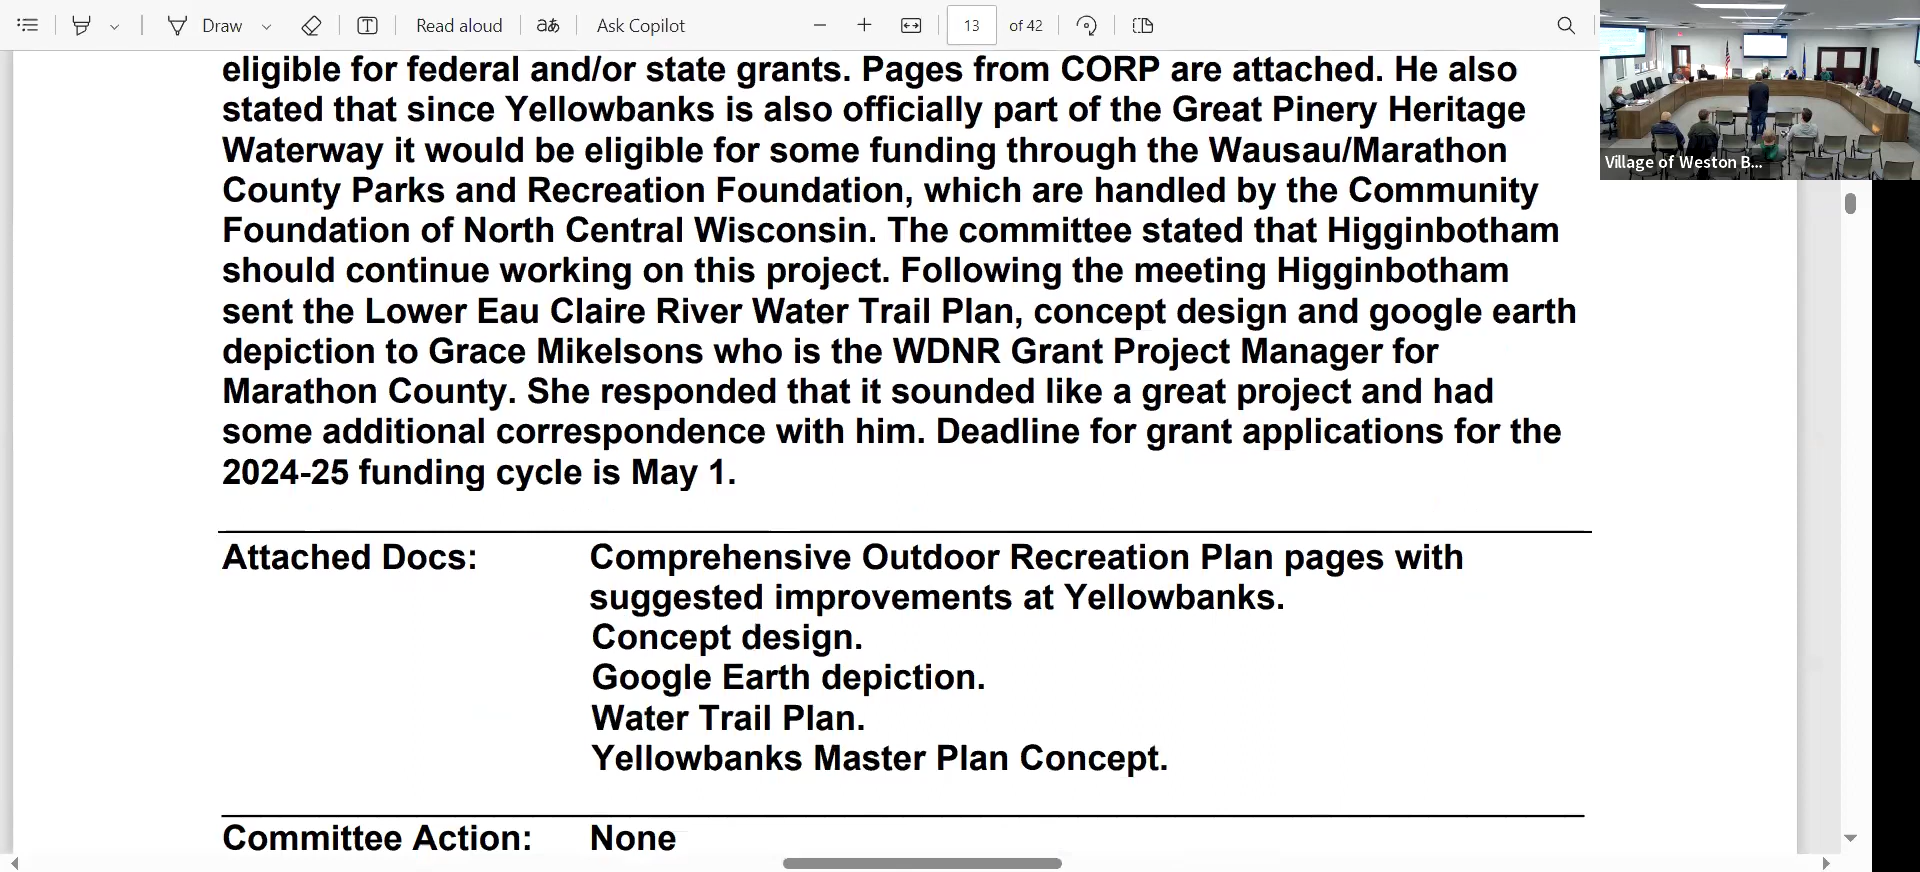 Draw
Read aloud
aあ
Ask Copilot
13
of 42
eligible for federal and/or state grants. Pages from CORP are attached. He also
stated that since Yellowbanks is also officially part of the Great Pinery Heritage
Waterway it would be eligible for some funding through the Wausau/Marathon
County Parks and Recreation Foundation, which are handled by the Community
Foundation of North Central Wisconsin. The committee stated that Higginbotham
should continue working on this project. Following the meeting Higginbotham
sent the Lower Eau Claire River Water Trail Plan, concept design and google earth
depiction to Grace Mikelsons who is the WDNR Grant Project Manager for
Marathon County. She responded that it sounded like a great project and had
some additional correspondence with him. Deadline for grant applications for the
2024-25 funding cycle is May 1.
Attached Docs: Comprehensive Outdoor Recreation Plan pages with
suggested improvements at Yellowbanks.
Concept design.
Google Earth depiction.
Water Trail Plan.
Yellowbanks Master Plan Concept.
Committee Action: None
Village of Weston B...